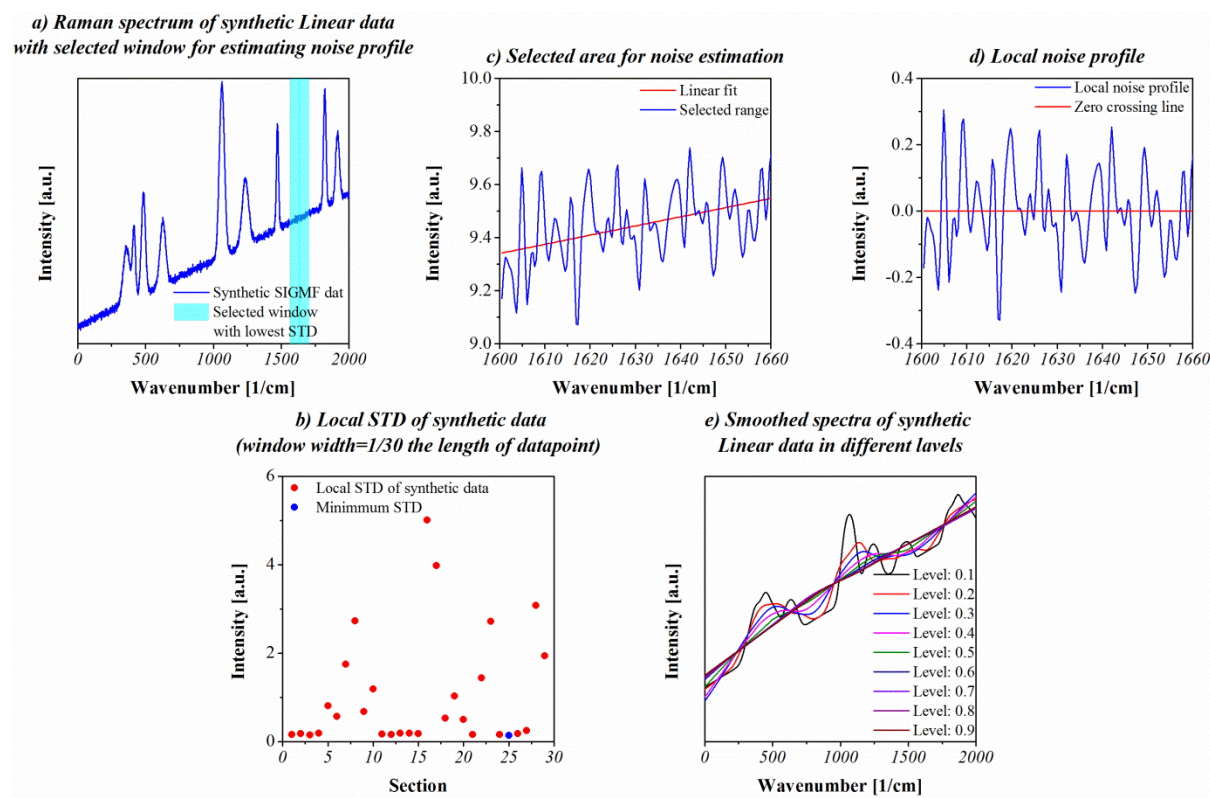 a) Raman spectrum of synthetic Linear data
with selected window for estimating noise profile
Intensity [a.u.]
Synthetic SIGMF dat
Selected window
with lowest STD
0 500 1000 1500 2000
Wavenumber [1/cm]
c) Selected area for noise estimation
10.0
9.8
9.6
9.4
9.2
9.0
Intensity [a.u.]
Linear fit
Selected range
1600 1610 1620 1630 1640 1650 1660
Wavenumber [1/cm]
d) Local noise profile
0.4
0.2
0.0
-0.2
-0.4
Intensity [a.u.]
Local noise profile
Zero crossing line
1600 1610 1620 1630 1640 1650 1660
Wavenumber [1/cm]
b) Local STD of synthetic data
(window width=1/30 the length of datapoint)
6
4
2
0
Intensity [a.u.]
Local STD of synthetic data
Minimmum STD
0 5 10 15 20 25 30
Section
e) Smoothed spectra of synthetic
Linear data in different lavels
Intensity [a.u.]
Level: 0.1
Level: 0.2
Level: 0.3
Level: 0.4
Level: 0.5
Level: 0.6
Level: 0.7
Level: 0.8
Level: 0.9
0 500 1000 1500 2000
Wavenumber [1/cm]